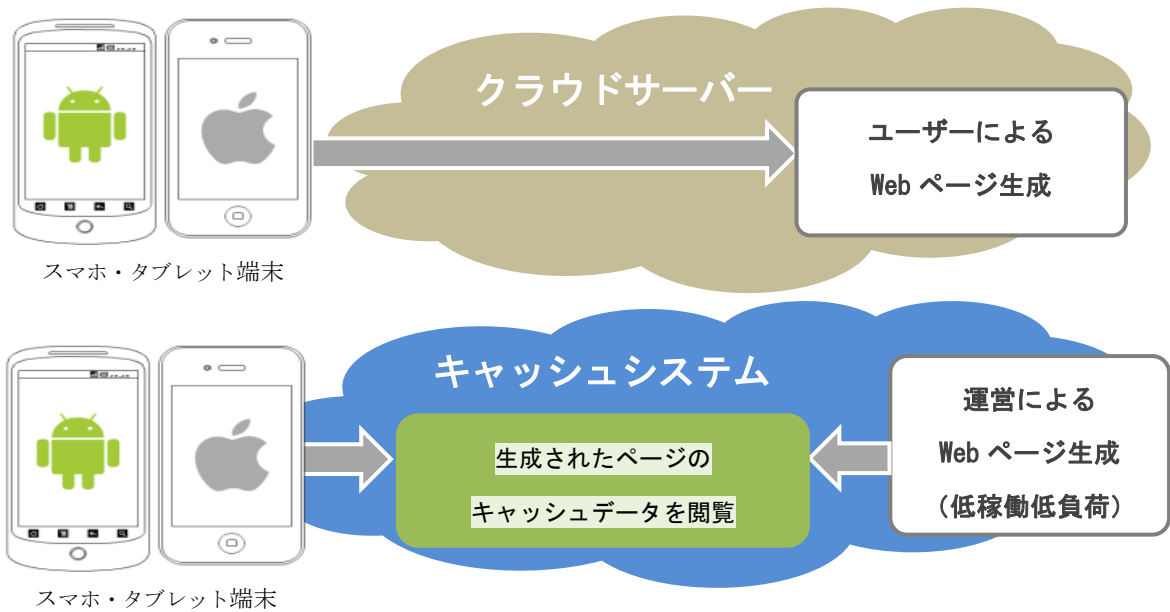 クラウドサーバー
ユーザーによる
Web ページ生成
スマホ・タブレット端末
キャッシュシステム
生成されたページの
キャッシュデータを閲覧
運営による
Web ページ生成
(低稼働低負荷)
スマホ・タブレット端末